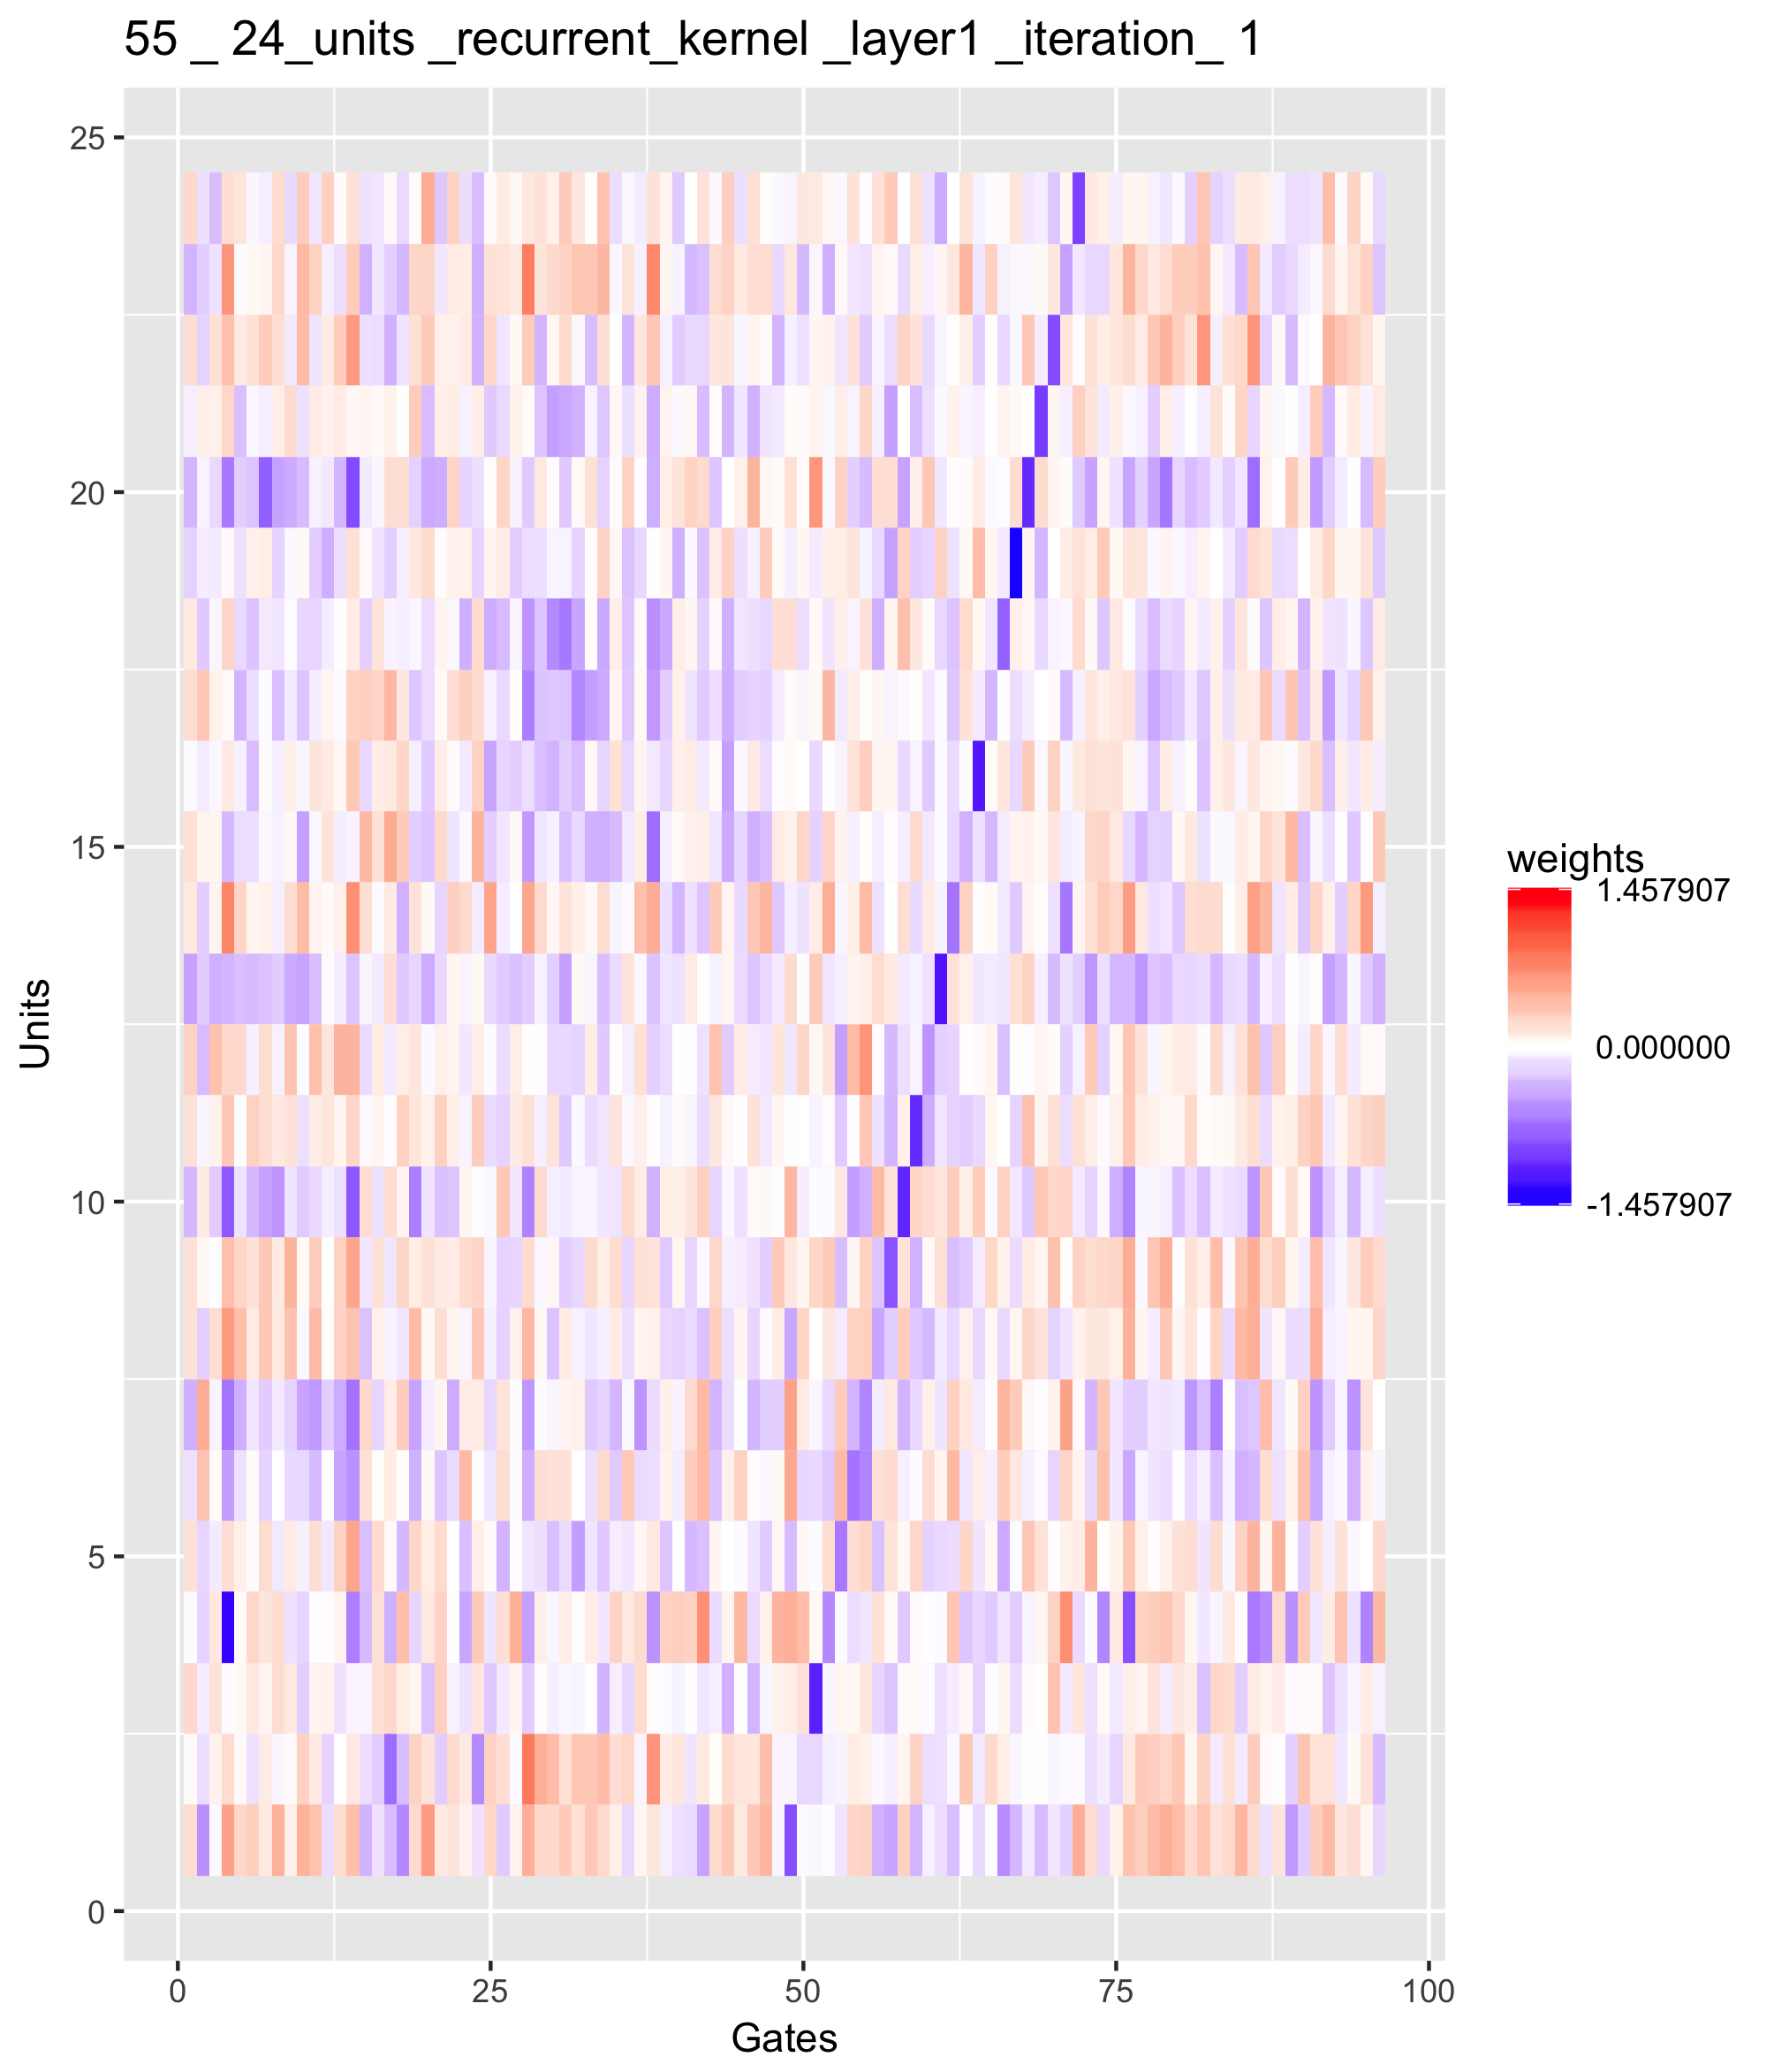 55 _ 24_units _recurrent_kernel _layer1 _iteration_ 1
25
20
15
10
5
0
Units
0 25 50 75 100
Gates
weights
1.457907
0.000000
-1.457907